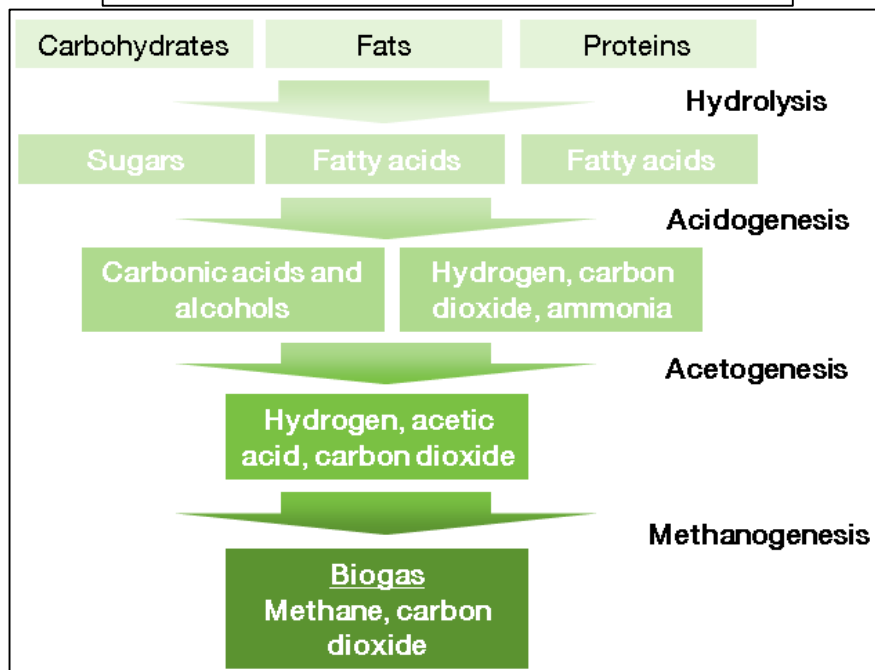 Carbohydrates
Fats
Proteins
Hydrolysis
Sugars
Fatty acids
Fatty acids
Acidogenesis
Carbonic acids and
alcohols
Hydrogen, carbon
dioxide, ammonia
Acetogenesis
Hydrogen, acetic
acid, carbon dioxide
Methanogenesis
Biogas
Methane, carbon
dioxide